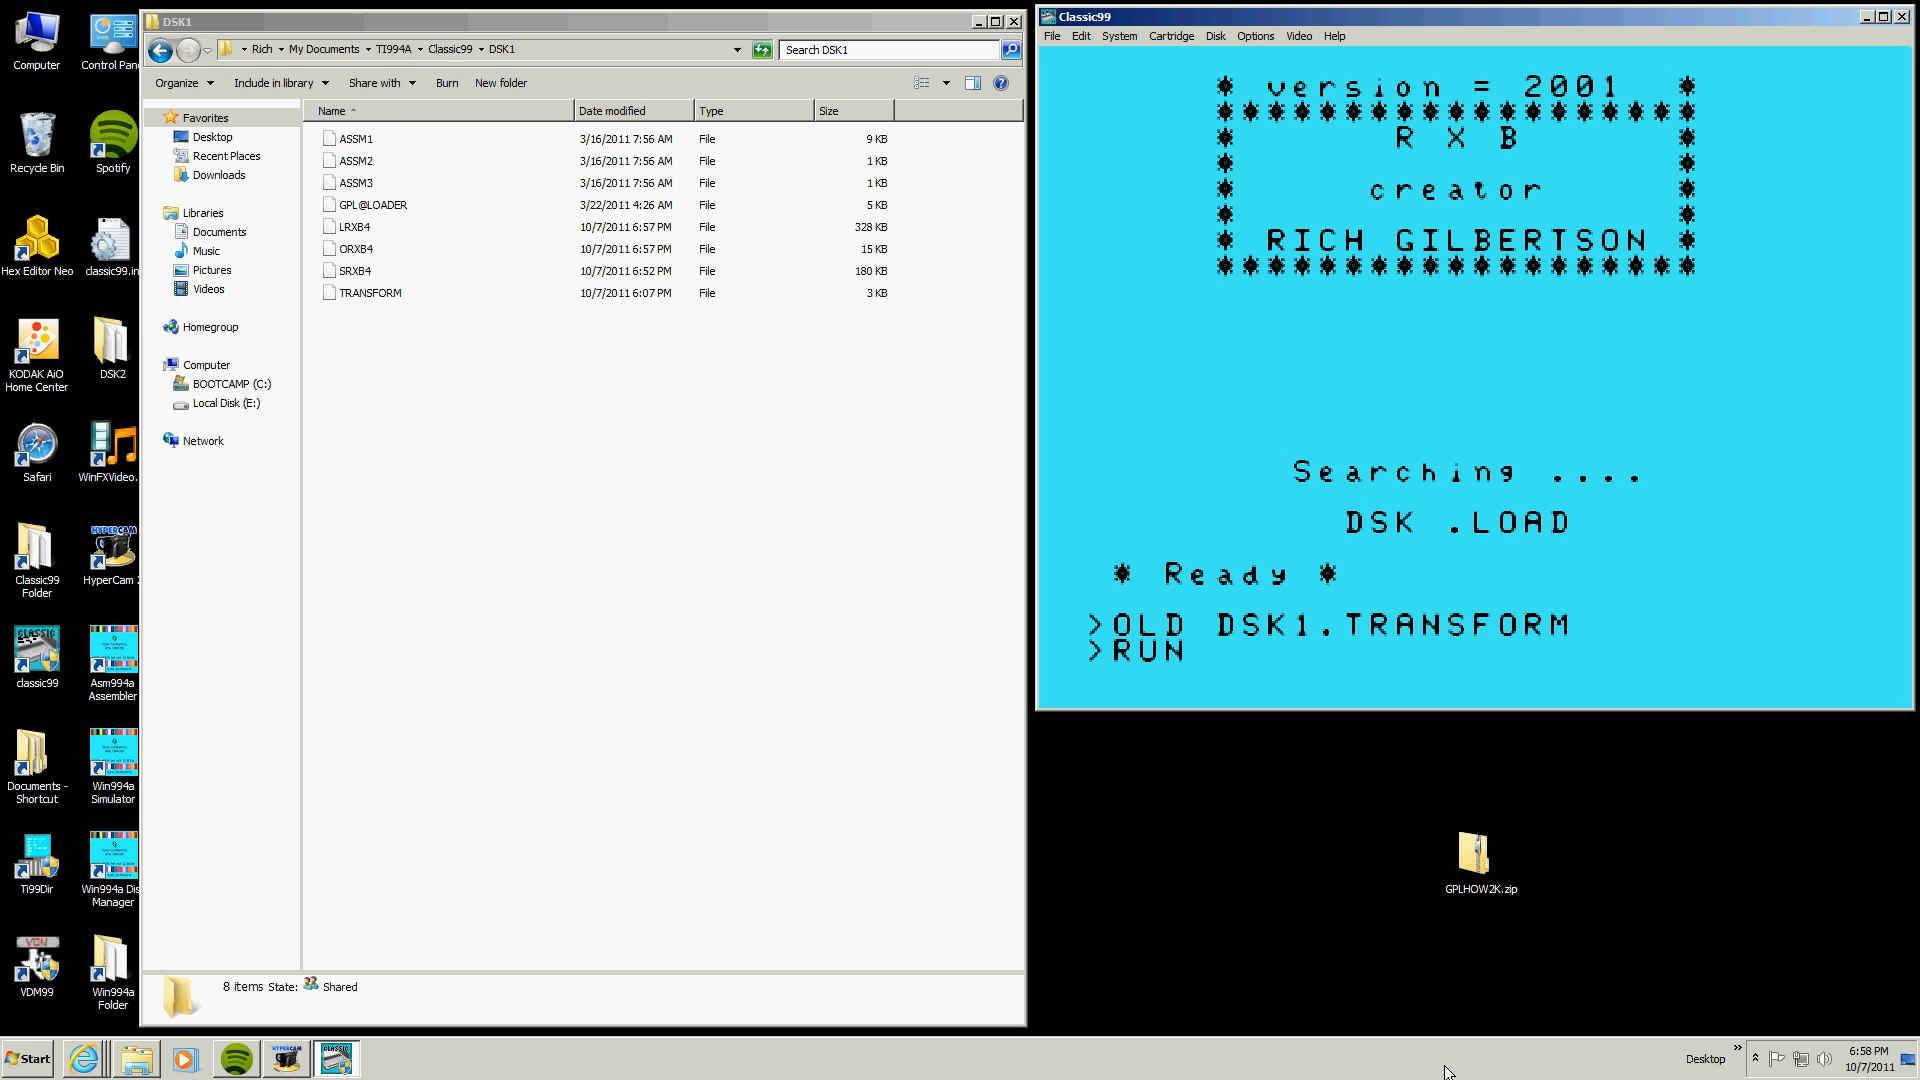 Computer
Control Pane
Recycle Bin
Spotify
Hex Editor Neo
classic99.in
KODAK AiO
Home Center
DSK2
Safari
WinFXVideo.
Classic99
Folder
HYPERCAM
HyperCam 2
CLASSIC
classic99
Asm994a
Assembler
Documents -
Shortcut
Win994a
Simulator
Ti99Dir
Win994a Dis
Manager
VDM99
Win994a
Folder
DSK1
Rich
My Documents
TI994A
Classic99
DSK1
Search DSK1
Organize
Include in library
Share with
Burn
New folder
Favorites
Desktop
Recent Places
Downloads
Libraries
Documents
Music
Pictures
Videos
Homegroup
Computer
BOOTCAMP (C:)
Local Disk (E:)
Network
Name Date modified Type Size
ASSM1 3/16/2011 7:56 AM File 9 KB
ASSM2 3/16/2011 7:56 AM File 1 KB
ASSM3 3/16/2011 7:56 AM File 1 KB
GPL@LOADER 3/22/2011 4:26 AM File 5 KB
LRXB4 10/7/2011 6:57 PM File 328 KB
ORXB4 10/7/2011 6:57 PM File 15 KB
SRXB4 10/7/2011 6:52 PM File 180 KB
TRANSFORM 10/7/2011 6:07 PM File 3 KB
8 items State: Shared
Classic99
File Edit System Cartridge Disk Options Video Help
* version = 2001 *
*******************
* R X B *
* *
* creator *
* *
* RICH GILBERTSON *
*******************
Searching ....
DSK .LOAD
* Ready *
>OLD DSK1.TRANSFORM
>RUN
GPLHOW2K.zip
Start
HYPERCAM
CLASSIC
Desktop
»
6:58 PM
10/7/2011